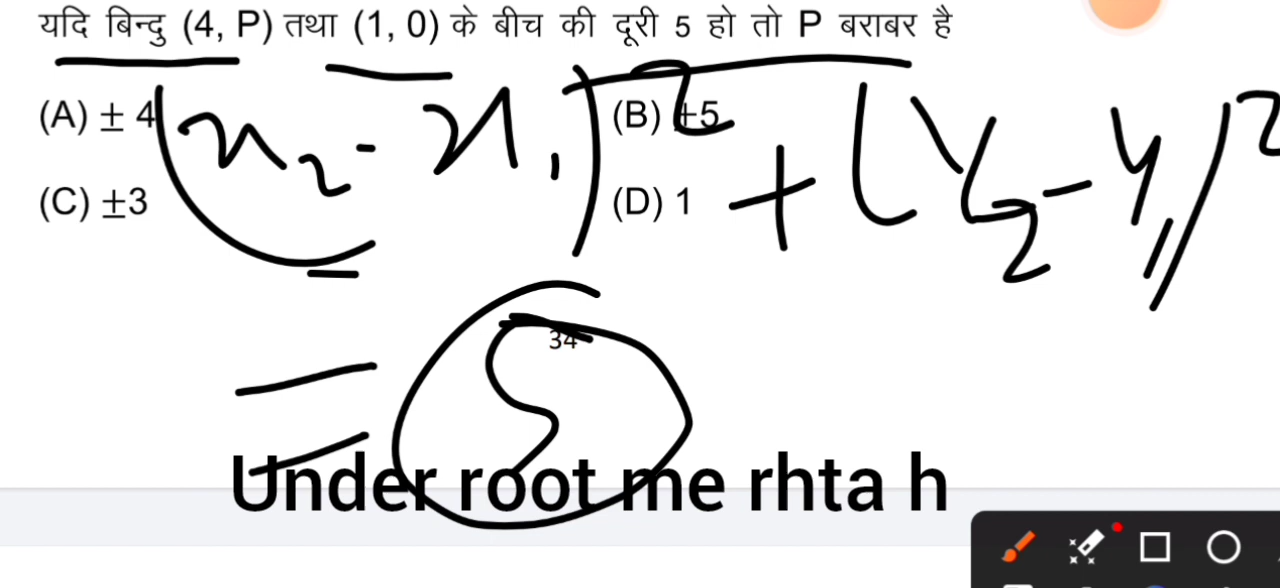 यदि बिन्दु (4, P) तथा (1, 0) के बीच की दूरी 5 हो तो P बराबर है
(A) ± 4 (B) ±5
(C) ±3 (D) 1
(x₂ - x₁)² + (y₂ - y₁)²
= 5
34
Under root me rhta h